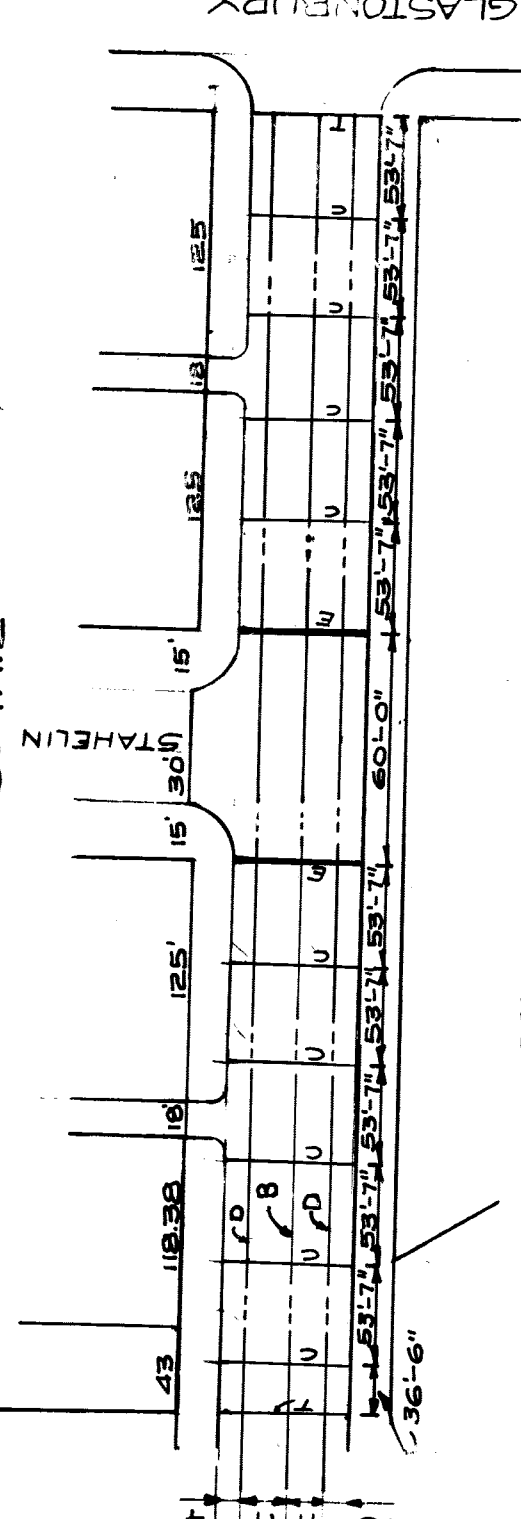 GLASTONBURY
125
18
125
15'
STAHELIN
30'
15'
125'
18'
118.38
43
T
U
U
U
U
E
E
U
U
U
U
U
T
D
B
D
53'-7"
53'-7"
53'-7"
53'-7"
53'-7"
60'-0"
53'-7"
53'-7"
53'-7"
53'-7"
53'-7"
36'-6"